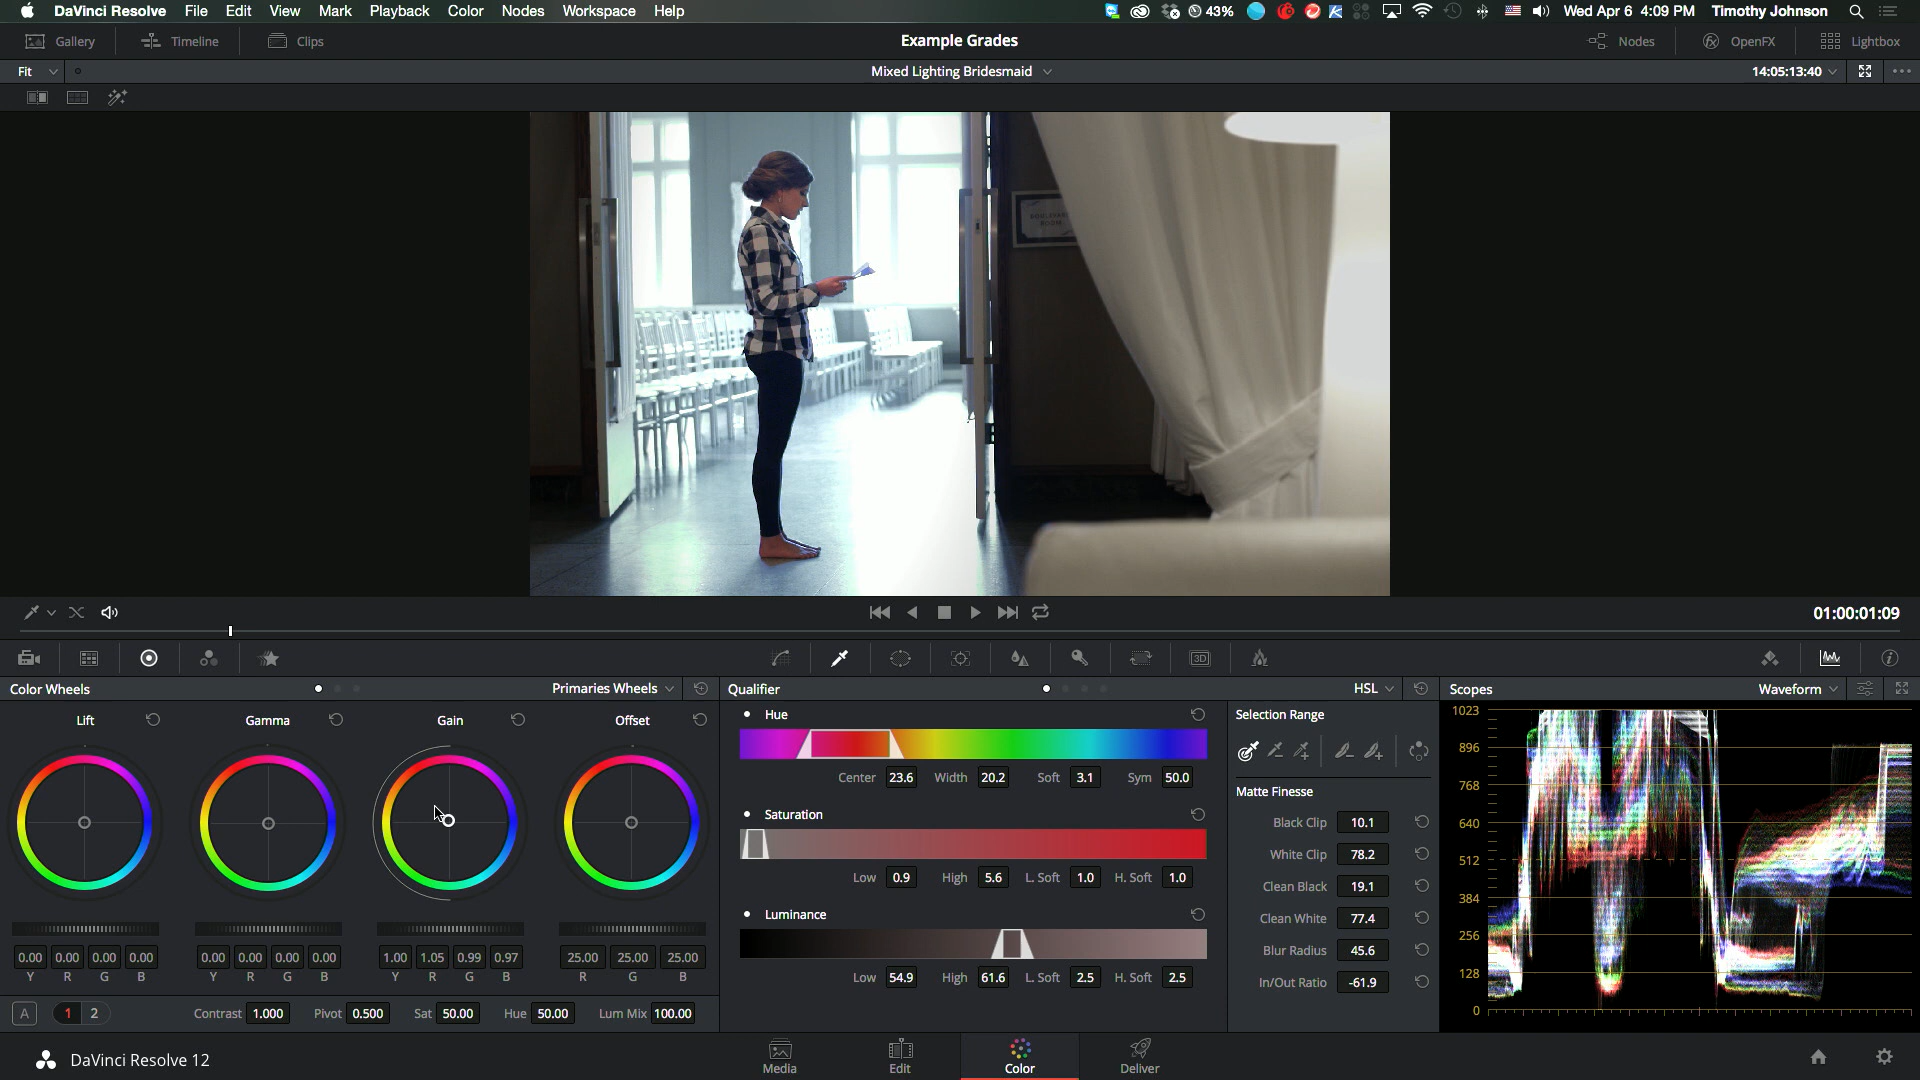 DaVinci Resolve File Edit View Mark Playback Color Nodes Workspace Help 43% Wed Apr 6 4:09 PM Timothy Johnson
Gallery Timeline Clips Example Grades Nodes OpenFX Lightbox
Fit Mixed Lighting Bridesmaid 14:05:13:40
ROOM
01:00:01:09
3D
Color Wheels Primaries Wheels Qualifier HSL Scopes Waveform
Lift Gamma Gain Offset
Hue
Center 23.6 Width 20.2 Soft 3.1 Sym 50.0
Saturation
Low 0.9 High 5.6 L. Soft 1.0 H. Soft 1.0
Luminance
Low 54.9 High 61.6 L. Soft 2.5 H. Soft 2.5
Selection Range
Matte Finesse
Black Clip 10.1
White Clip 78.2
Clean Black 19.1
Clean White 77.4
Blur Radius 45.6
In/Out Ratio -61.9
1023
896
768
640
512
384
256
128
0
0.00 0.00 0.00 0.00 0.00 0.00 0.00 0.00 1.00 1.05 0.99 0.97 25.00 25.00 25.00
Y R G B Y R G B Y R G B R G B
A 1 2 Contrast 1.000 Pivot 0.500 Sat 50.00 Hue 50.00 Lum Mix 100.00
DaVinci Resolve 12 Media Edit Color Deliver